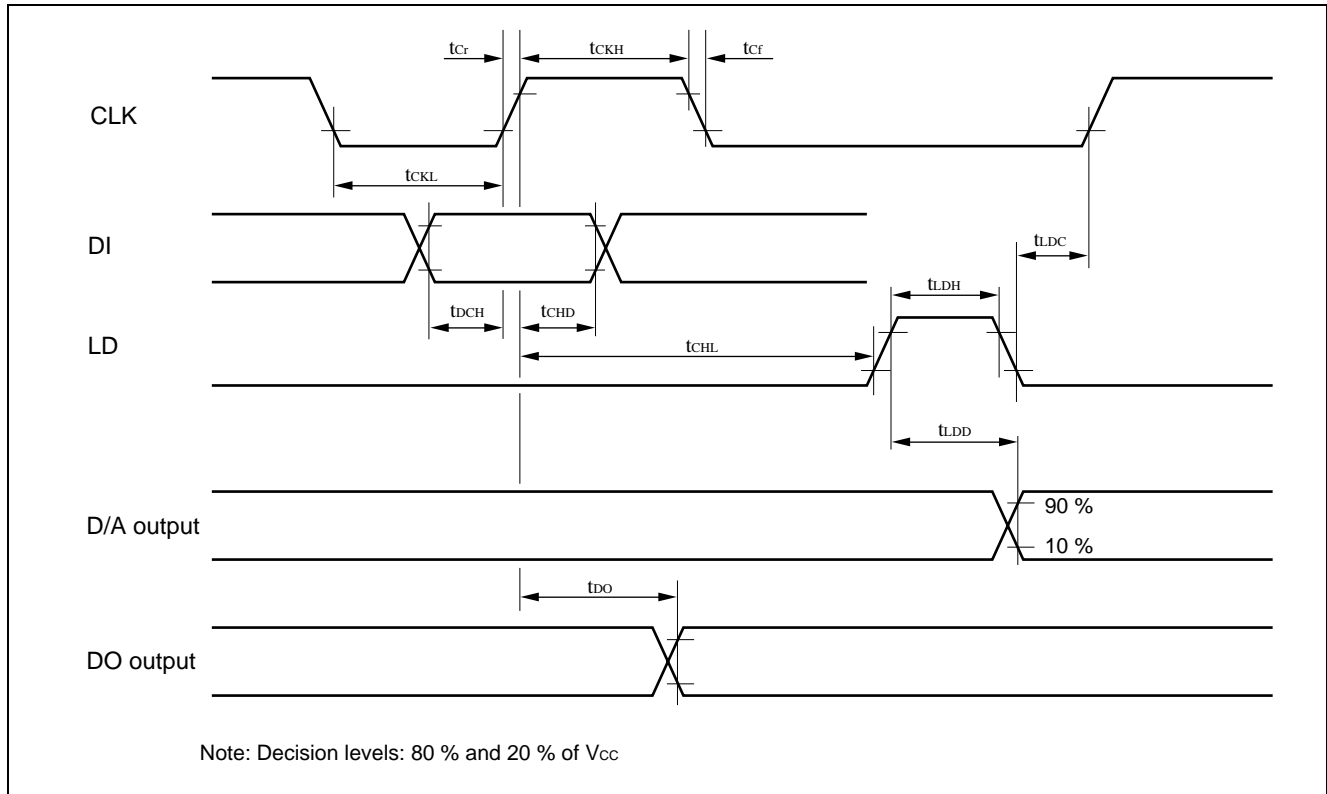 tCr
tCKH
tCf
CLK
tCKL
DI
tLDC
tLDH
tDCH
tCHD
LD
tCHL
tLDD
90 %
D/A output
10 %
tDO
DO output
Note: Decision levels: 80 % and 20 % of Vcc